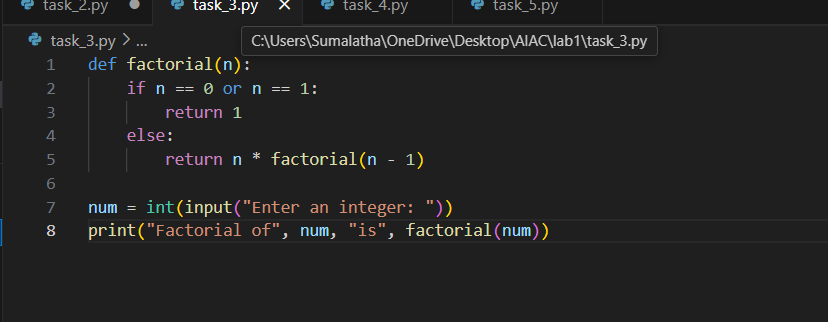 task_2.py task_3.py × task_4.py task_5.py
task_3.py > ...
C:\Users\Sumalatha\OneDrive\Desktop\AIAC\lab1\task_3.py
1 def factorial(n):
2     if n == 0 or n == 1:
3         return 1
4     else:
5         return n * factorial(n - 1)
6
7 num = int(input("Enter an integer: "))
8 print("Factorial of", num, "is", factorial(num))